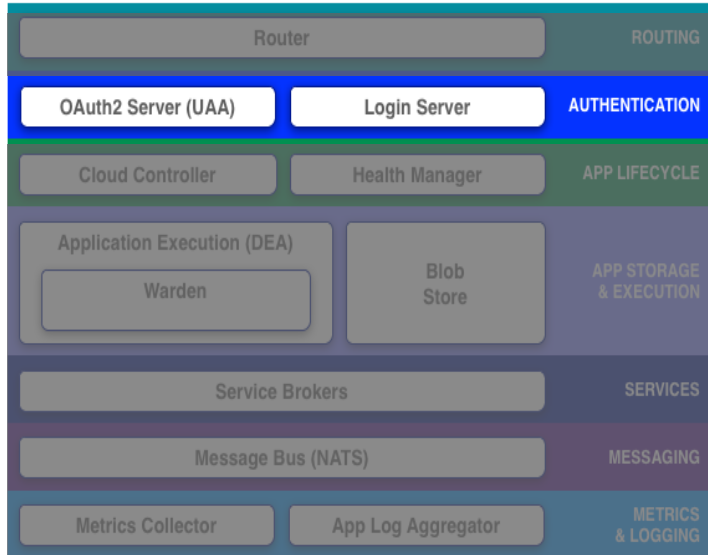 Router
ROUTING
OAuth2 Server (UAA)
Login Server
AUTHENTICATION
Cloud Controller
Health Manager
APP LIFECYCLE
Application Execution (DEA)
Warden
Blob
Store
APP STORAGE
& EXECUTION
Service Brokers
SERVICES
Message Bus (NATS)
MESSAGING
Metrics Collector
App Log Aggregator
METRICS
& LOGGING